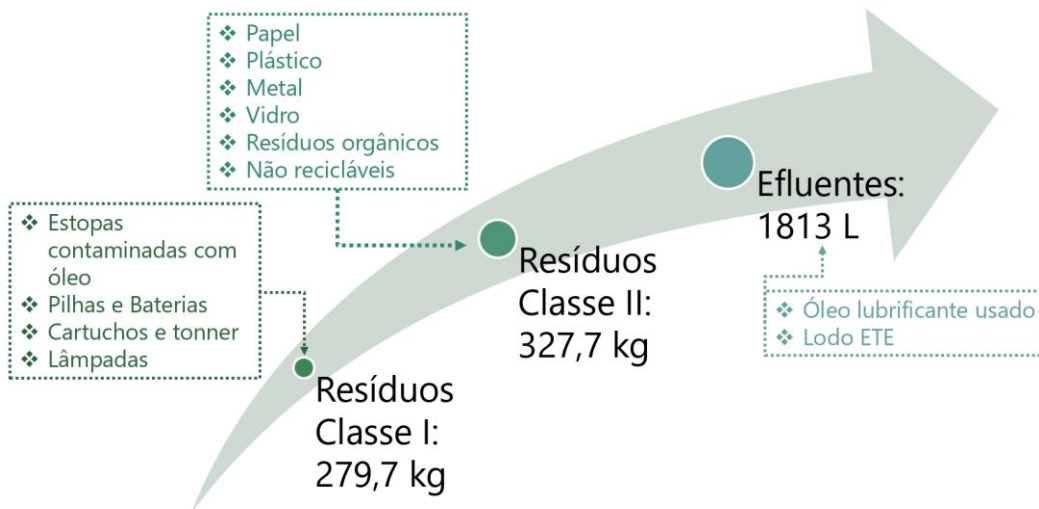 ❖ Papel
❖ Plástico
❖ Metal
❖ Vidro
❖ Resíduos orgânicos
❖ Não recicláveis
❖ Estopas
contaminadas com
óleo
❖ Pilhas e Baterias
❖ Cartuchos e tonner
❖ Lâmpadas
Resíduos
Classe I:
279,7 kg
Resíduos
Classe II:
327,7 kg
Efluentes:
1813 L
❖ Óleo lubrificante usado
❖ Lodo ETE